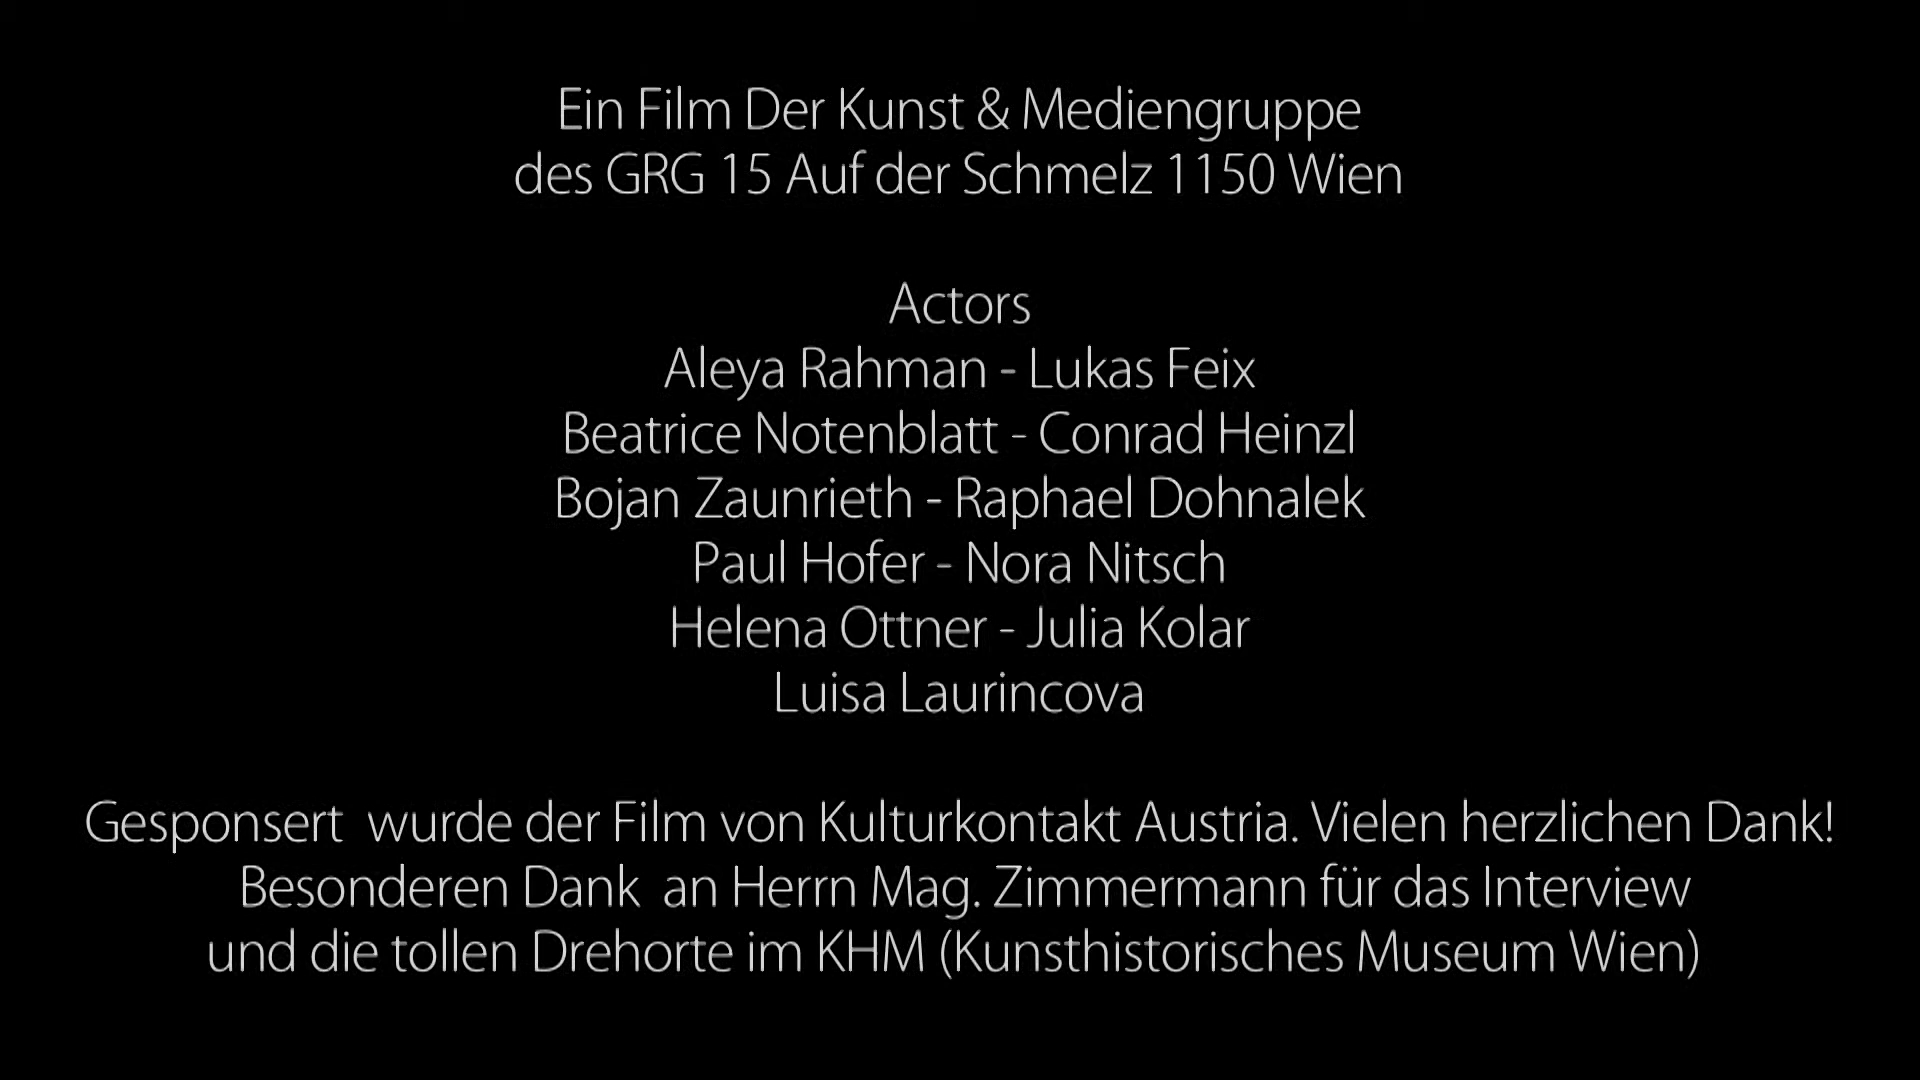 Ein Film Der Kunst & Mediengruppe
des GRG 15 Auf der Schmelz 1150 Wien
Actors
Aleya Rahman - Lukas Feix
Beatrice Notenblatt - Conrad Heinzl
Bojan Zaunrieth - Raphael Dohnalek
Paul Hofer - Nora Nitsch
Helena Ottner - Julia Kolar
Luisa Laurincova
Gesponsert  wurde der Film von Kulturkontakt Austria. Vielen herzlichen Dank!
Besonderen Dank  an Herrn Mag. Zimmermann für das Interview
und die tollen Drehorte im KHM (Kunsthistorisches Museum Wien)